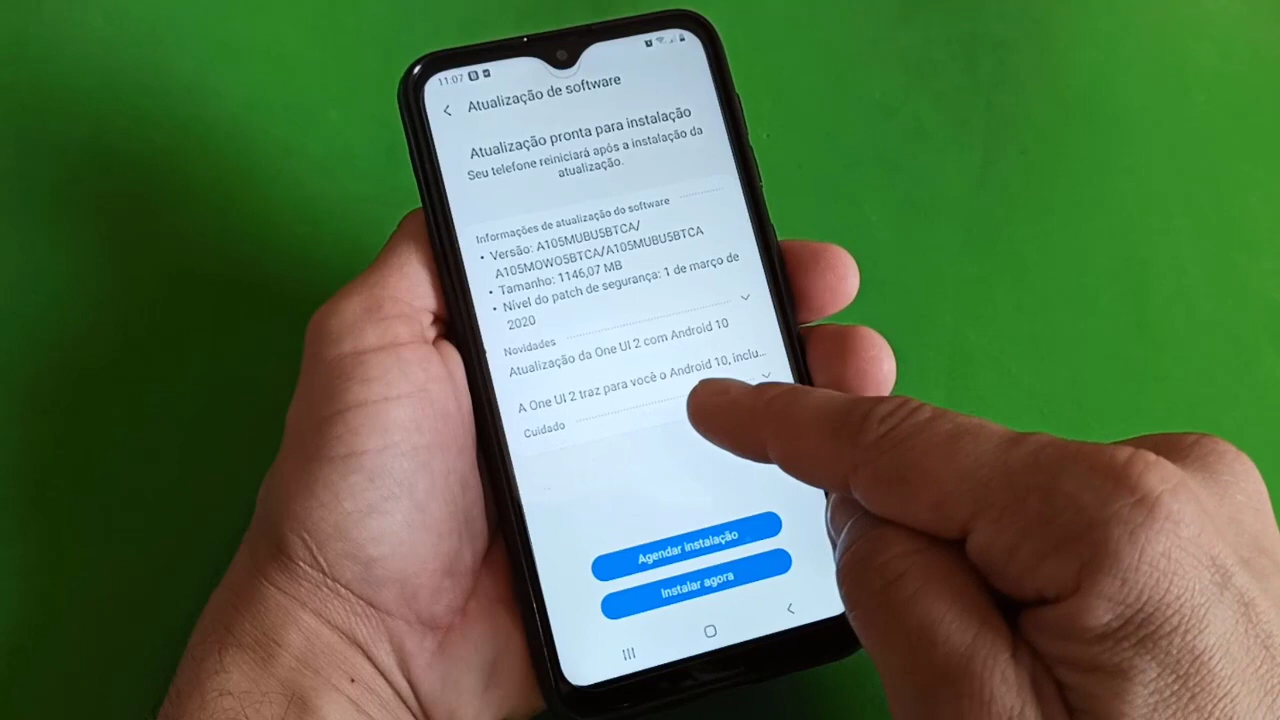 11:07
Atualização de software
Atualização pronta para instalação
Seu telefone reiniciará após a instalação da
atualização.
Informações de atualização do software
• Versão: A105MUBU5BTCA/
A105MOWO5BTCA/A105MUBU5BTCA
• Tamanho: 1146,07 MB
• Nível do patch de segurança: 1 de março de
2020
Novidades
Atualização da One UI 2 com Android 10
A One UI 2 traz para você o Android 10, inclu...
Cuidado
Agendar instalação
Instalar agora